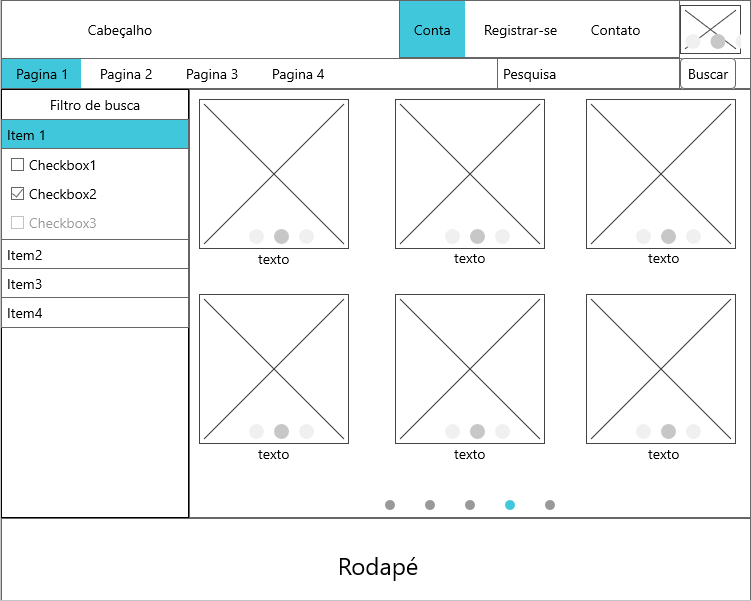 Cabeçalho
Conta Registrar-se Contato
Pagina 1 Pagina 2 Pagina 3 Pagina 4 Pesquisa Buscar
Filtro de busca
Item 1
Checkbox1
Checkbox2
Checkbox3
Item2
Item3
Item4
texto texto texto
texto texto texto
Rodapé